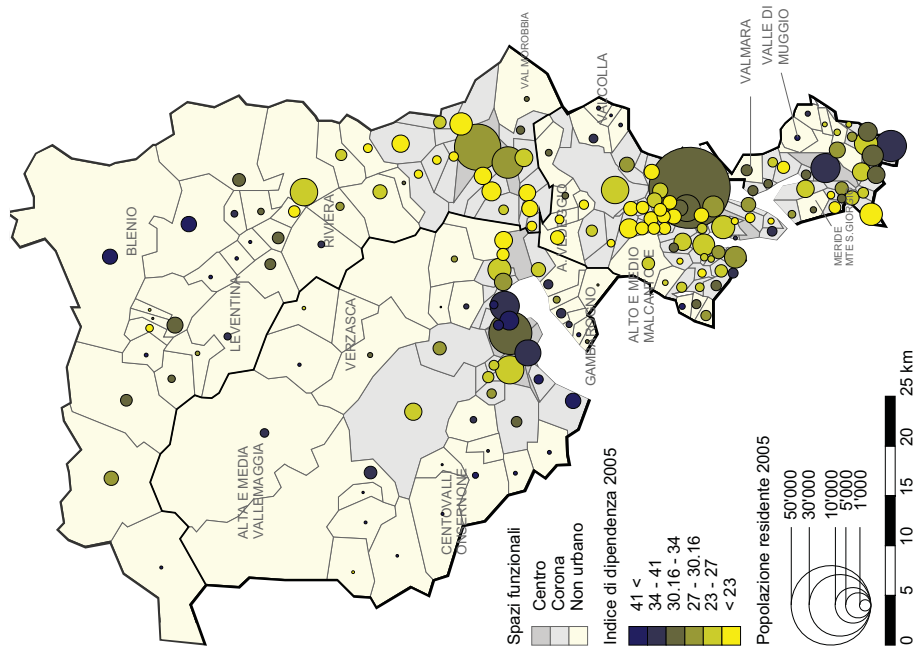 BLENIO
LEVENTINA
RIVIERA
VERZASCA
ALTA E MEDIA
VALLEMAGGIA
CENTOVALLI
ONSERNONE
VAL MOROBBIA
VALCOLLA
A. VEDEGGIO
GAMBAROGNO
ALTO E MEDIO
MALCANTONE
VALMARA
VALLE DI
MUGGIO
MERIDE
MTE S.GIORGIO
Spazi funzionali
Centro
Corona
Non urbano
Indice di dipendenza 2005
41 <
34 - 41
30.16 - 34
27 - 30.16
23 - 27
< 23
Popolazione residente 2005
50'000
30'000
10'000
5'000
1'000
0 5 10 15 20 25 km